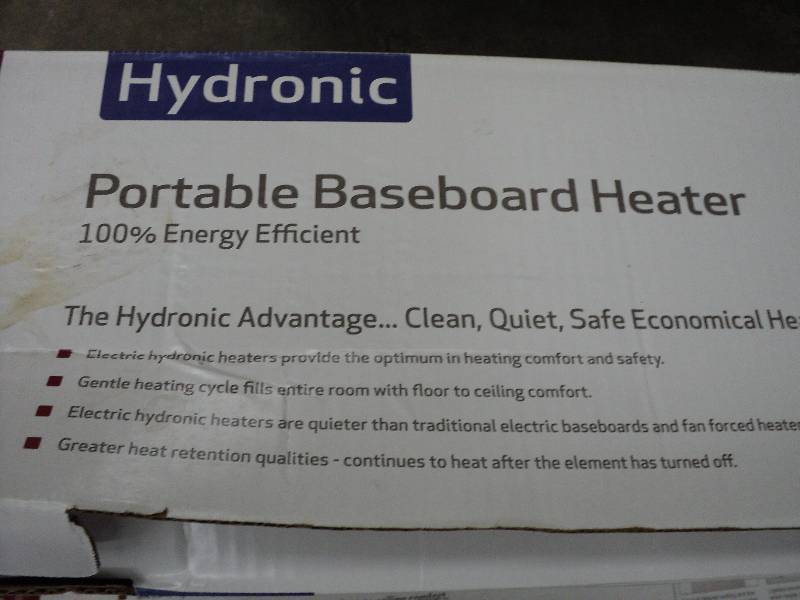 Hydronic
Portable Baseboard Heater
100% Energy Efficient
The Hydronic Advantage... Clean, Quiet, Safe Economical He
Electric hydronic heaters provide the optimum in heating comfort and safety.
Gentle heating cycle fills entire room with floor to ceiling comfort.
Electric hydronic heaters are quieter than traditional electric baseboards and fan forced heater
Greater heat retention qualities - continues to heat after the element has turned off.